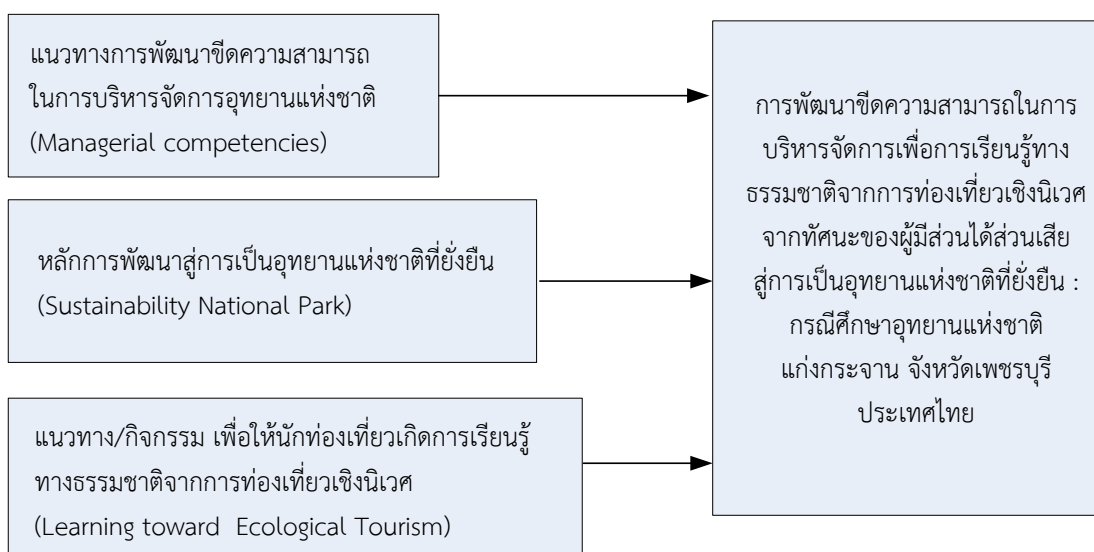 แนวทางการพัฒนาขีดความสามารถ
ในการบริหารจัดการอุทยานแห่งชาติ
(Managerial competencies)
หลักการพัฒนาสู่การเป็นอุทยานแห่งชาติที่ยั่งยืน
(Sustainability National Park)
แนวทาง/กิจกรรม เพื่อให้นักท่องเที่ยวเกิดการเรียนรู้
ทางธรรมชาติจากการท่องเที่ยวเชิงนิเวศ
(Learning toward Ecological Tourism)
การพัฒนาขีดความสามารถในการ
บริหารจัดการเพื่อการเรียนรู้ทาง
ธรรมชาติจากการท่องเที่ยวเชิงนิเวศ
จากทัศนะของผู้มีส่วนได้ส่วนเสีย
สู่การเป็นอุทยานแห่งชาติที่ยั่งยืน :
กรณีศึกษาอุทยานแห่งชาติ
แก่งกระจาน จังหวัดเพชรบุรี
ประเทศไทย